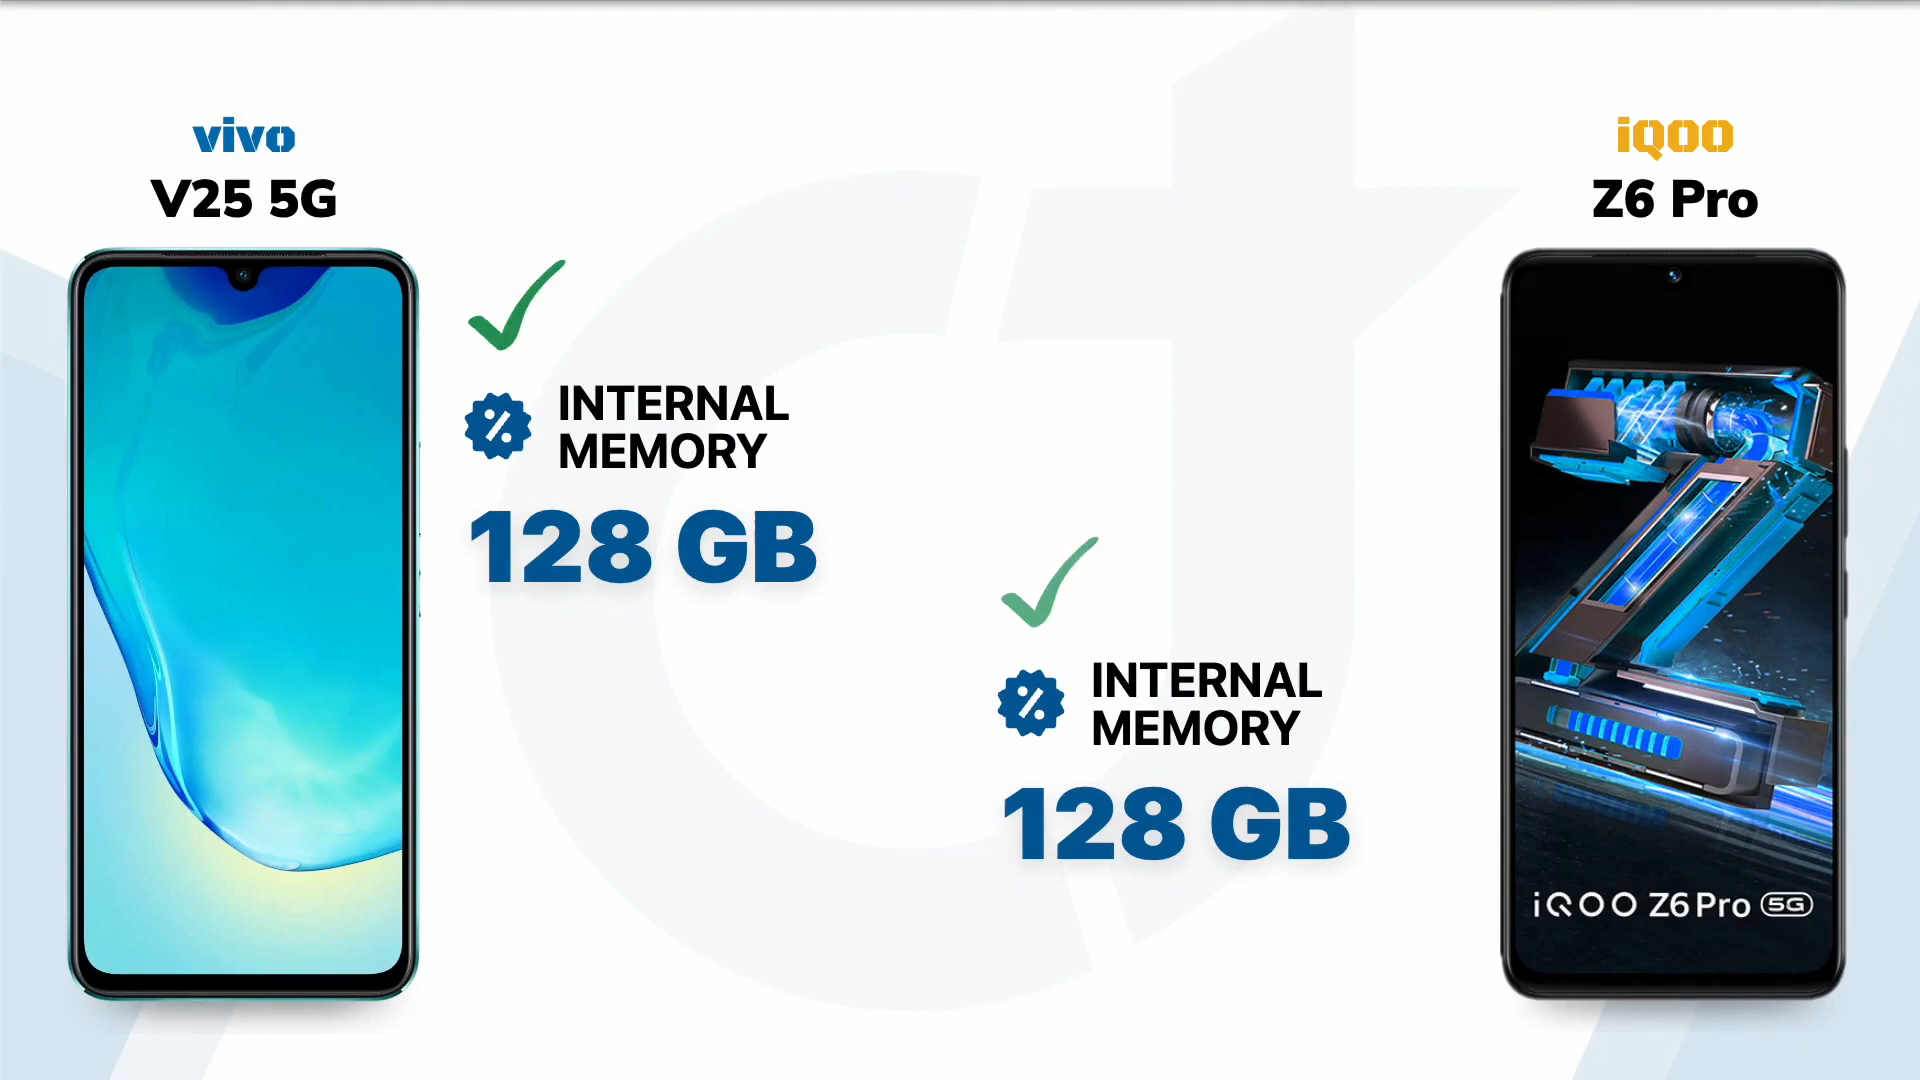 vivo
V25 5G
INTERNAL
MEMORY
128 GB
iQOO
Z6 Pro
INTERNAL
MEMORY
128 GB
iQOO Z6 Pro 5G